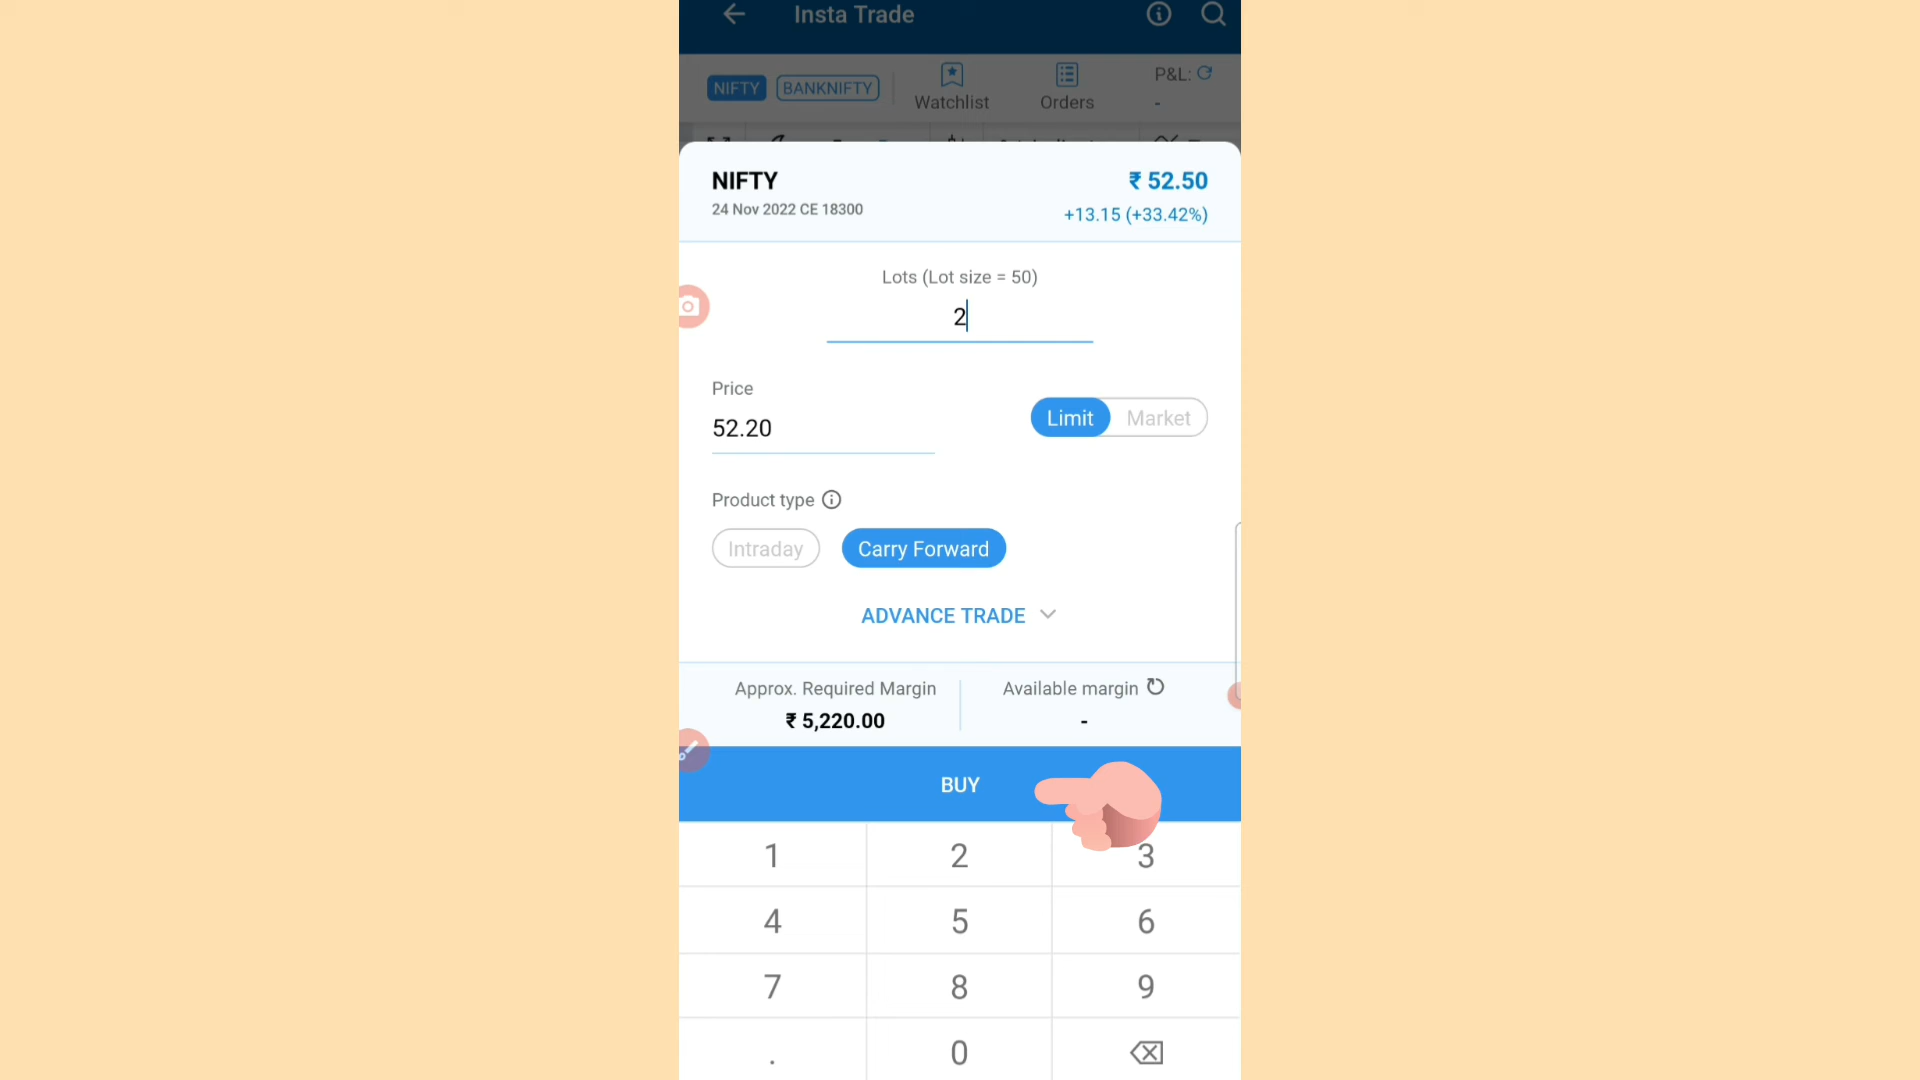 Insta Trade
NIFTY BANKNIFTY Watchlist Orders P&L:
-
NIFTY ₹ 52.50
24 Nov 2022 CE 18300 +13.15 (+33.42%)
Lots (Lot size = 50)
2
Price
52.20 Limit Market
Product type
Intraday Carry Forward
ADVANCE TRADE
Approx. Required Margin Available margin
₹ 5,220.00 -
BUY
1 2 3
4 5 6
7 8 9
. 0